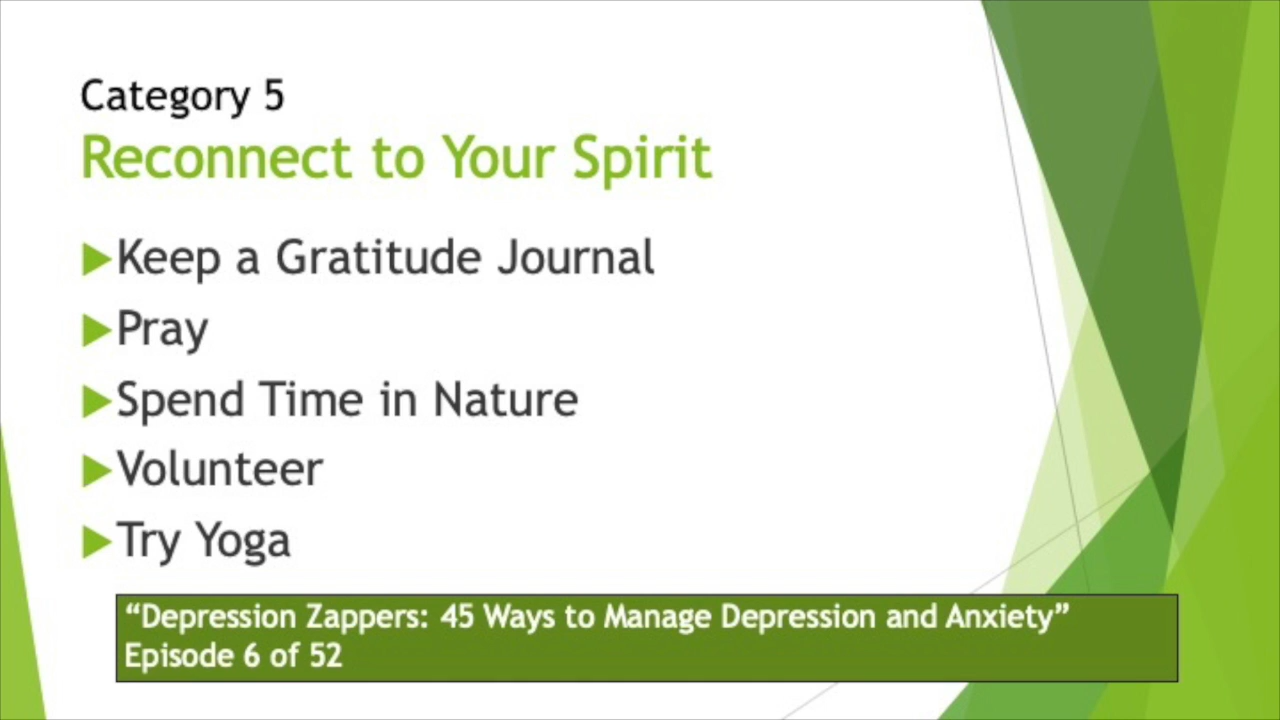 Category 5
Reconnect to Your Spirit
Keep a Gratitude Journal
Pray
Spend Time in Nature
Volunteer
Try Yoga
“Depression Zappers: 45 Ways to Manage Depression and Anxiety”
Episode 6 of 52